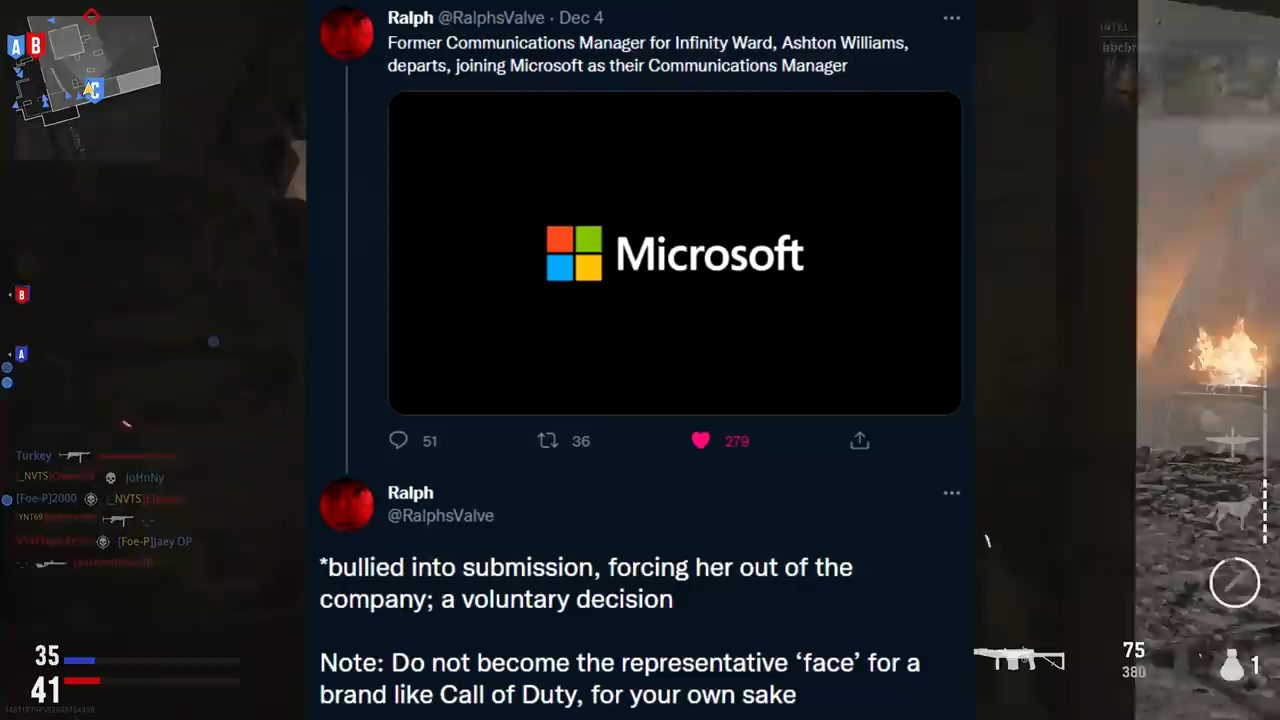 Ralph @RalphsValve · Dec 4
Former Communications Manager for Infinity Ward, Ashton Williams,
departs, joining Microsoft as their Communications Manager
Microsoft
51 36 279
Ralph
@RalphsValve
*bullied into submission, forcing her out of the
company; a voluntary decision
Note: Do not become the representative ‘face’ for a
brand like Call of Duty, for your own sake
A B
C
B
A
Turkey
JoHnNy
[Foe-P]2000 [_NVTS]
YNT69
[Foe-P]Jaey OP
35
41
INTEL
75
380
1